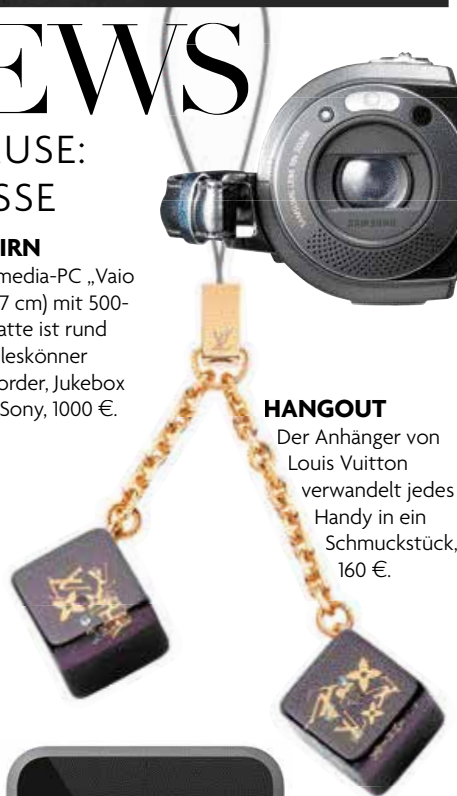 EWS
USE:
SSE
IRN
media-PC „Vaio
7 cm) mit 500-
atte ist rund
leskönner
order, Jukebox
Sony, 1000 €.
HANGOUT
Der Anhänger von
Louis Vuitton
verwandelt jedes
Handy in ein
Schmuckstück,
160 €.
SAMSUNG
LV